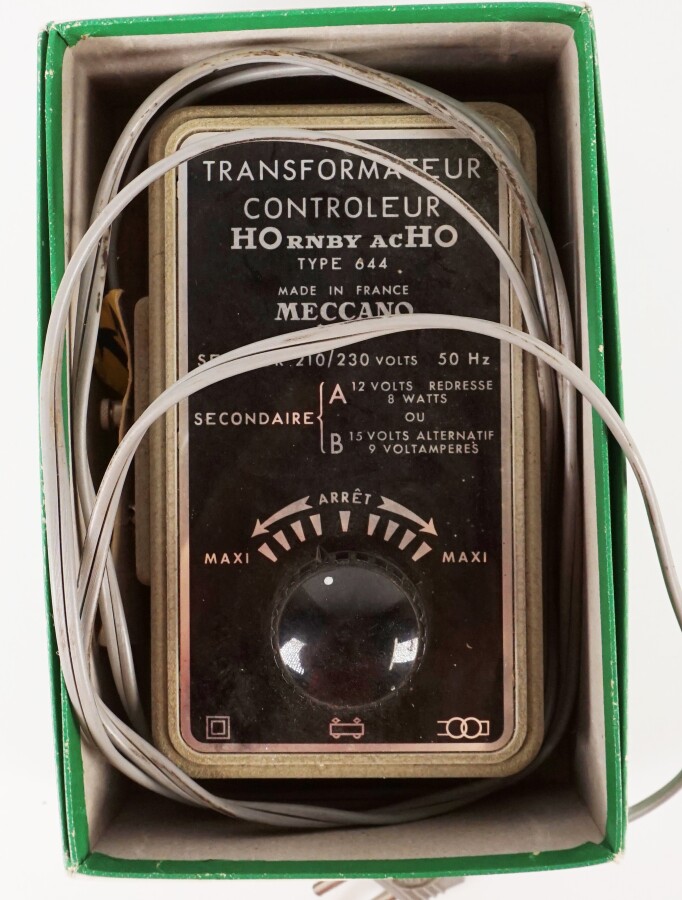 TRANSFORMATEUR
CONTROLEUR
HORNBY ACHO
TYPE 644
MADE IN FRANCE
MECCANO
210/230 VOLTS 50 Hz
SECONDAIRE
A 12 VOLTS REDRESSE
8 WATTS
OU
B 15 VOLTS ALTERNATIF
9 VOLTAMPERES
ARRÊT
MAXI MAXI